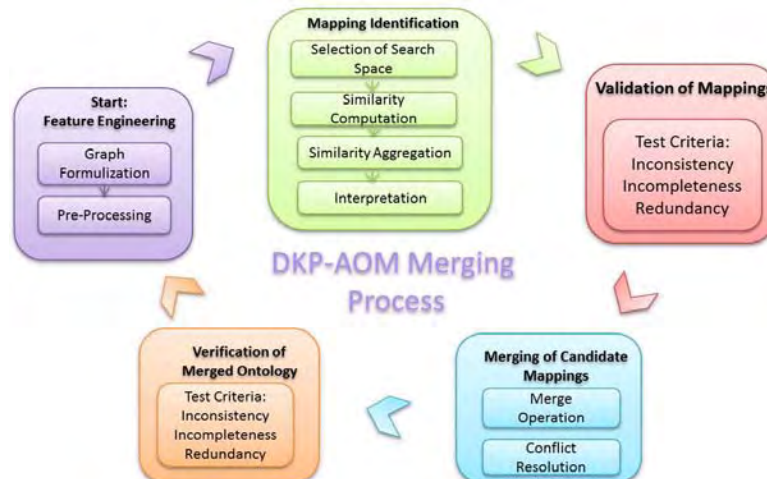 Start:
Feature Engineering
Graph
Formulization
Pre-Processing
Mapping Identification
Selection of Search
Space
Similarity
Computation
Similarity Aggregation
Interpretation
Validation of Mappings
Test Criteria:
Inconsistency
Incompleteness
Redundancy
DKP-AOM Merging
Process
Merging of Candidate
Mappings
Merge
Operation
Conflict
Resolution
Verification of
Merged Ontology
Test Criteria:
Inconsistency
Incompleteness
Redundancy